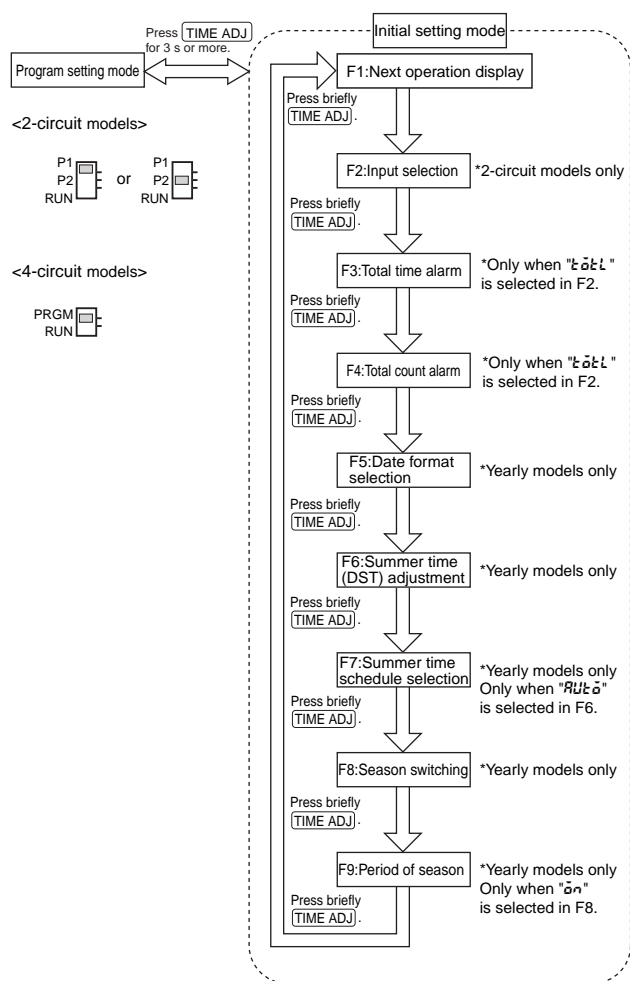 Press TIME ADJ
for 3 s or more.
Initial setting mode
Program setting mode
F1:Next operation display
Press briefly
TIME ADJ.
<2-circuit models>
P1
P2
RUN
or
P1
P2
RUN
F2:Input selection
*2-circuit models only
Press briefly
TIME ADJ.
<4-circuit models>
PRGM
RUN
F3:Total time alarm
*Only when "totL"
is selected in F2.
Press briefly
TIME ADJ.
F4:Total count alarm
*Only when "totL"
is selected in F2.
Press briefly
TIME ADJ.
F5:Date format
selection
*Yearly models only
Press briefly
TIME ADJ.
F6:Summer time
(DST) adjustment
*Yearly models only
Press briefly
TIME ADJ.
F7:Summer time
schedule selection
*Yearly models only
Only when "AUto"
is selected in F6.
Press briefly
TIME ADJ.
F8:Season switching
*Yearly models only
Press briefly
TIME ADJ.
F9:Period of season
*Yearly models only
Only when "on"
is selected in F8.
Press briefly
TIME ADJ.